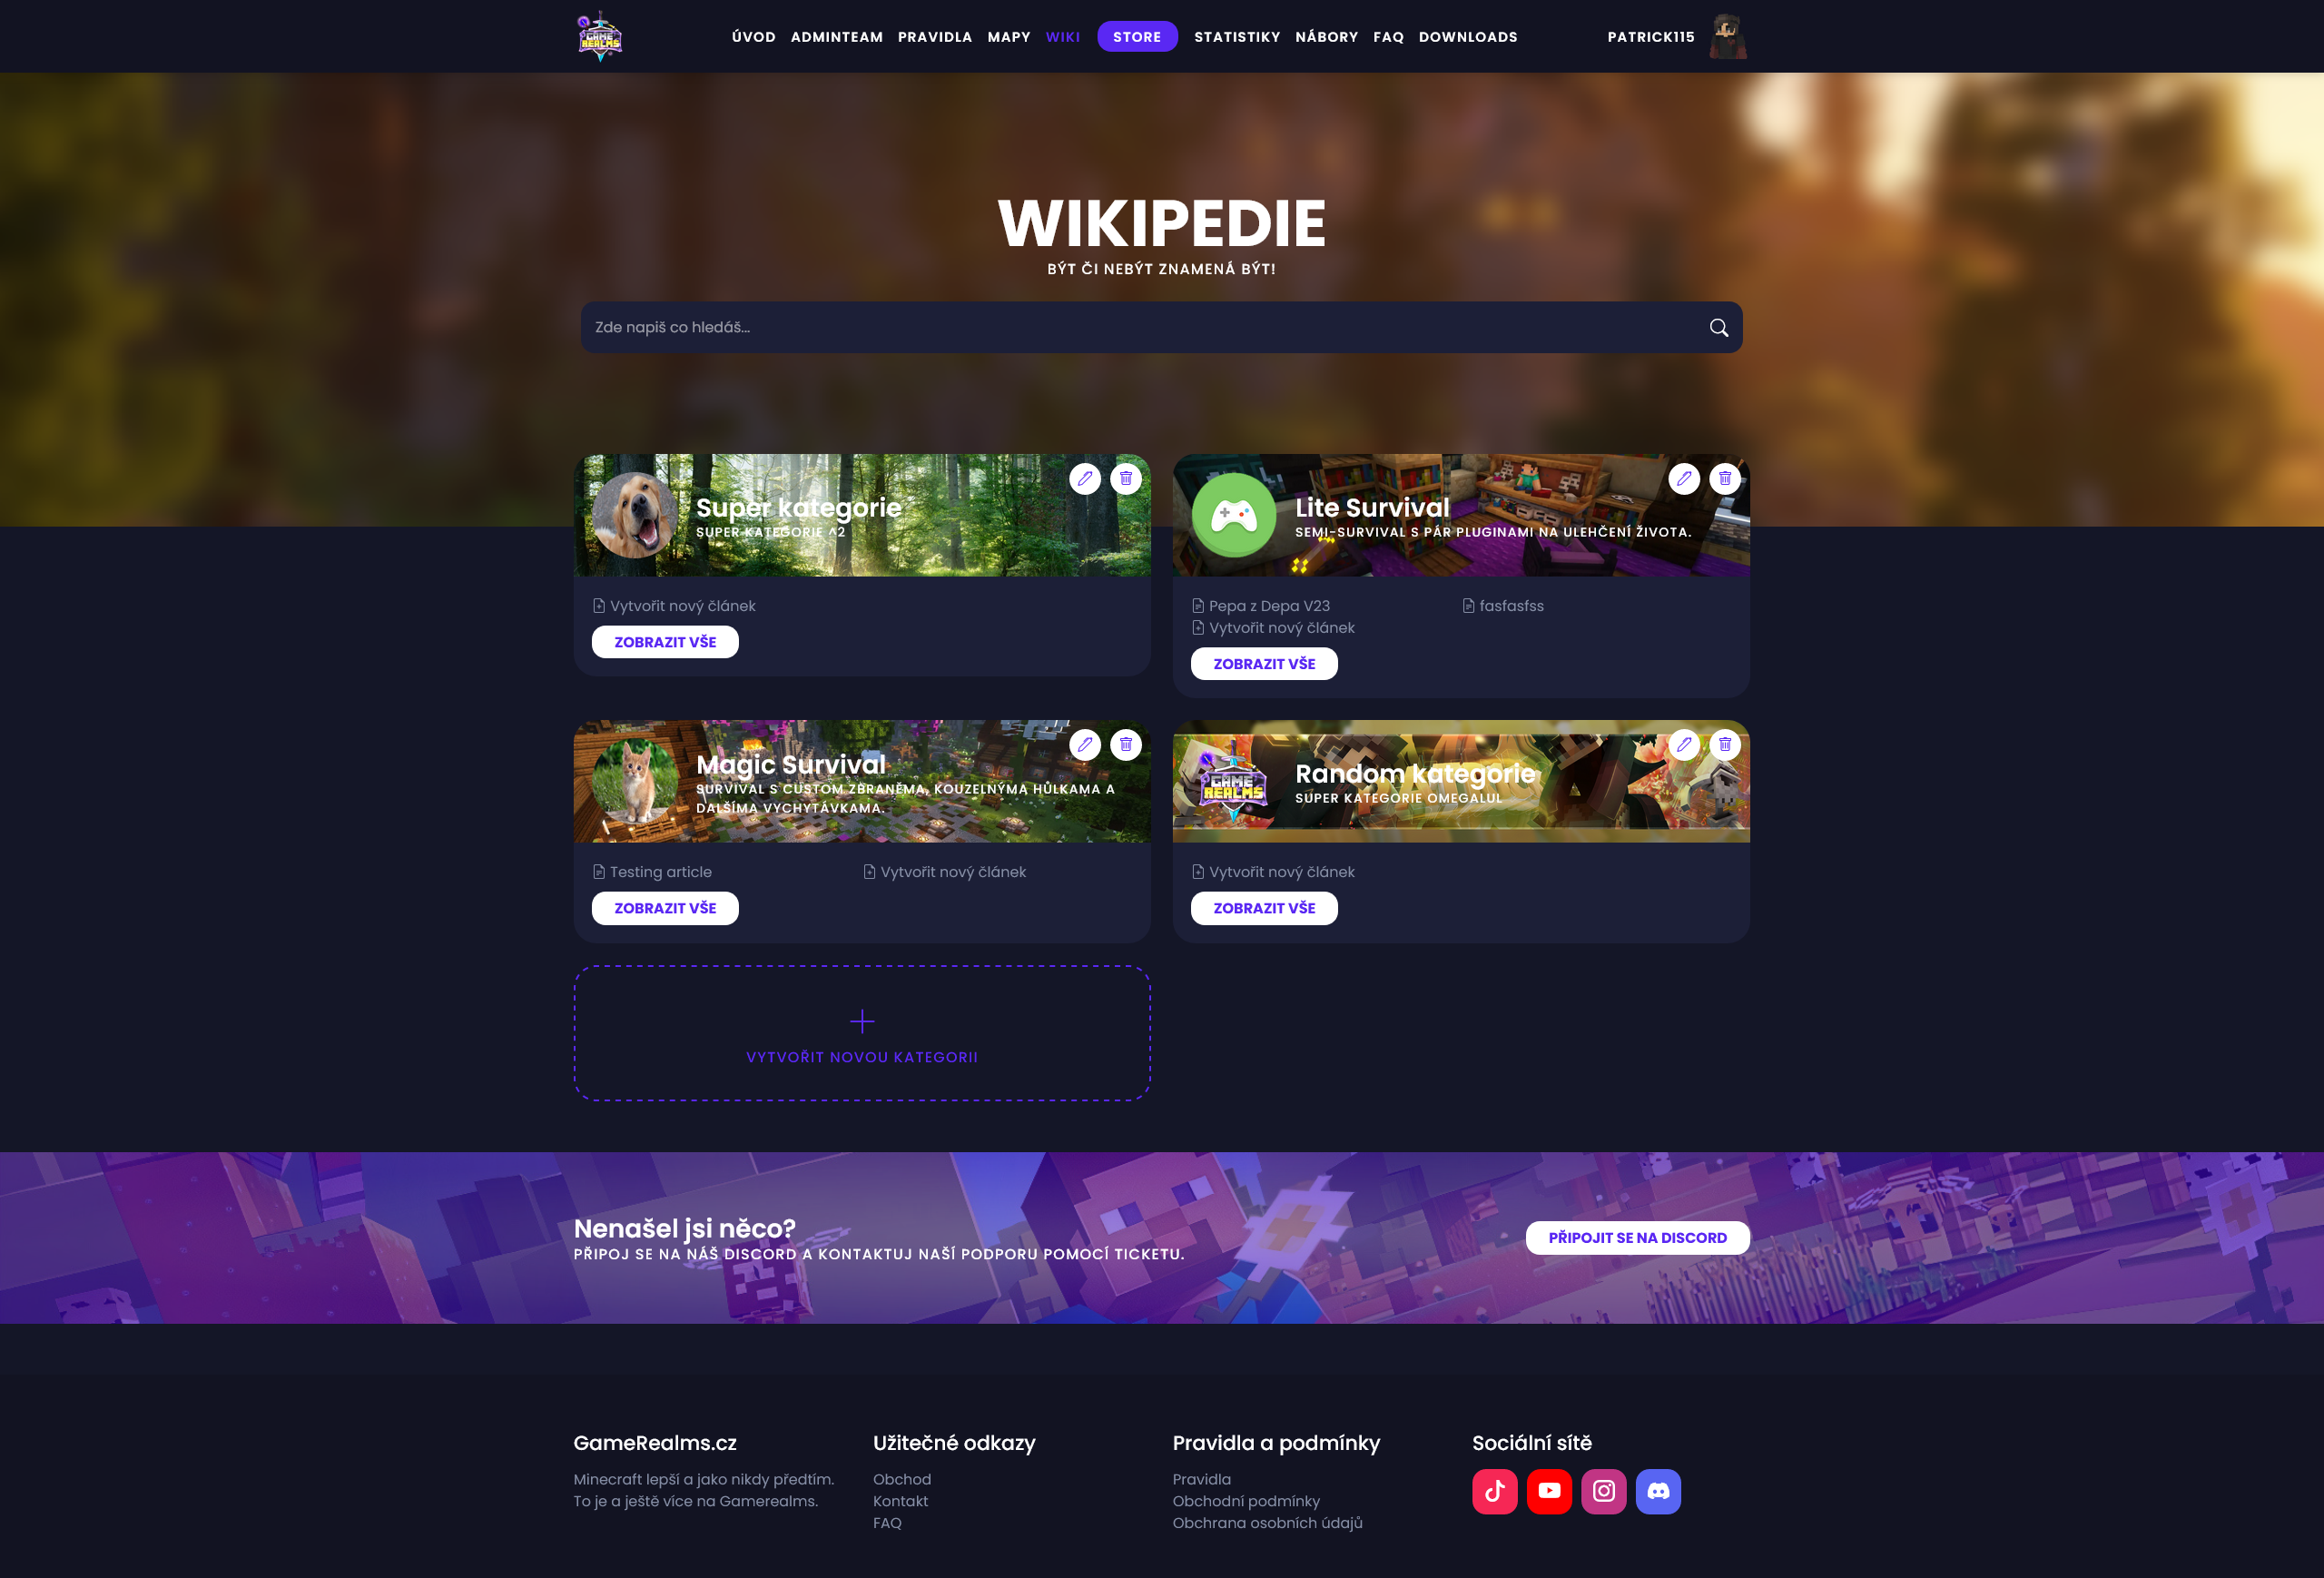 GAME
REALMS
ÚVOD ADMINTEAM PRAVIDLA MAPY WIKI STORE STATISTIKY NÁBORY FAQ DOWNLOADS
PATRICK115
WIKIPEDIE
BÝT ČI NEBÝT ZNAMENÁ BÝT!
Zde napiš co hledáš...
Super kategorie
SUPER KATEGORIE ^2
Vytvořit nový článek
ZOBRAZIT VŠE
Lite Survival
SEMI-SURVIVAL S PÁR PLUGINAMI NA ULEHČENÍ ŽIVOTA.
Pepa z Depa V23
fasfasfss
Vytvořit nový článek
ZOBRAZIT VŠE
Magic Survival
SURVIVAL S CUSTOM ZBRANĚMA, KOUZELNÝMA HŮLKAMA A
DALŠÍMA VYCHYTÁVKAMA.
Testing article
Vytvořit nový článek
ZOBRAZIT VŠE
GAME
REALMS
Random kategorie
SUPER KATEGORIE OMEGALUL
Vytvořit nový článek
ZOBRAZIT VŠE
VYTVOŘIT NOVOU KATEGORII
Nenašel jsi něco?
PŘIPOJ SE NA NÁŠ DISCORD A KONTAKTUJ NAŠÍ PODPORU POMOCÍ TICKETU.
PŘIPOJIT SE NA DISCORD
GameRealms.cz
Minecraft lepší a jako nikdy předtím.
To je a ještě více na Gamerealms.
Užitečné odkazy
Obchod
Kontakt
FAQ
Pravidla a podmínky
Pravidla
Obchodní podmínky
Obchrana osobních údajů
Sociální sítě